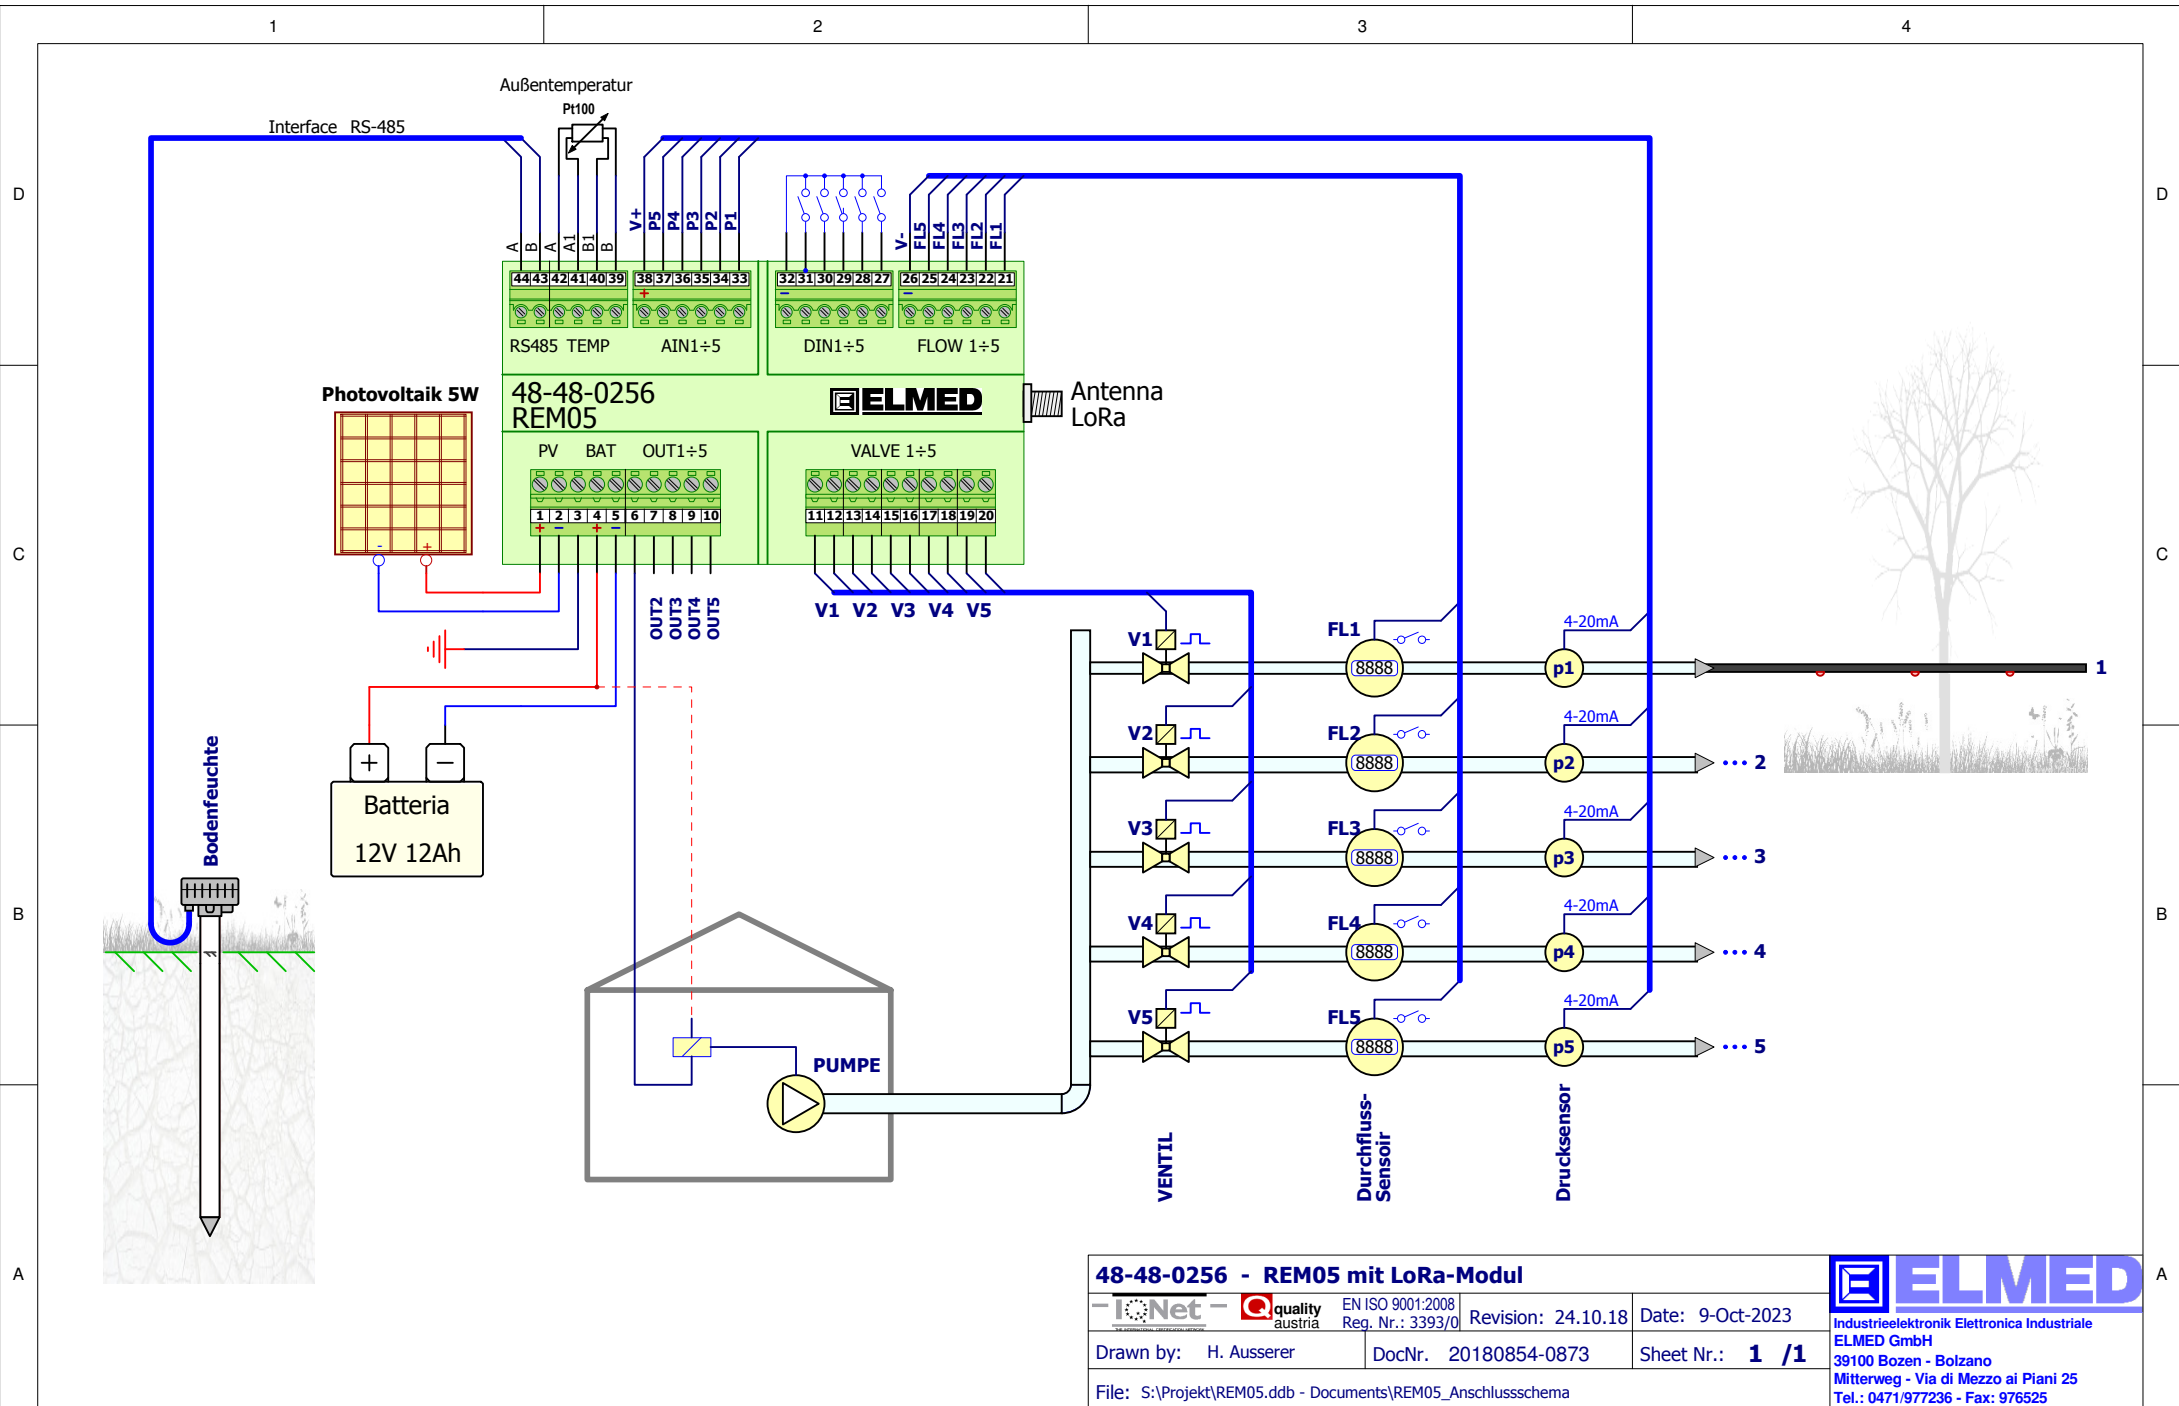 1 2 3 4
Außentemperatur
Pt100
Interface RS-485
D D
A B A A1 B1 B V+ P5 P4 P3 P2 P1 V- FL5 FL4 FL3 FL2 FL1
44 43 42 41 40 39 38 37 36 35 34 33 32 31 30 29 28 27 26 25 24 23 22 21
+ − −
RS485 TEMP AIN1÷5 DIN1÷5 FLOW 1÷5
Photovoltaik 5W
48-48-0256
REM05
ELMED
Antenna
LoRa
PV BAT OUT1÷5 VALVE 1÷5
1 2 3 4 5 6 7 8 9 10 11 12 13 14 15 16 17 18 19 20
+ − + −
- +
C C
OUT2 OUT3 OUT4 OUT5
V1 V2 V3 V4 V5
V1 FL1 8888 4-20mA p1 1
V2 FL2 8888 4-20mA p2 ••• 2
V3 FL3 8888 4-20mA p3 ••• 3
V4 FL4 8888 4-20mA p4 ••• 4
V5 FL5 8888 4-20mA p5 ••• 5
+ −
Batteria
12V 12Ah
Bodenfeuchte
B B
PUMPE
VENTIL
Durchfluss-
Sensoir
Drucksensor
A A
48-48-0256 - REM05 mit LoRa-Modul
IQNet
Q quality
austria
EN ISO 9001:2008
Reg. Nr.: 3393/0
Revision: 24.10.18
Date: 9-Oct-2023
Drawn by: H. Ausserer
DocNr. 20180854-0873
Sheet Nr.: 1 /1
File: S:\Projekt\REM05.ddb - Documents\REM05_Anschlussschema
ELMED
Industrieelektronik Elettronica Industriale
ELMED GmbH
39100 Bozen - Bolzano
Mitterweg - Via di Mezzo ai Piani 25
Tel.: 0471/977236 - Fax: 976525